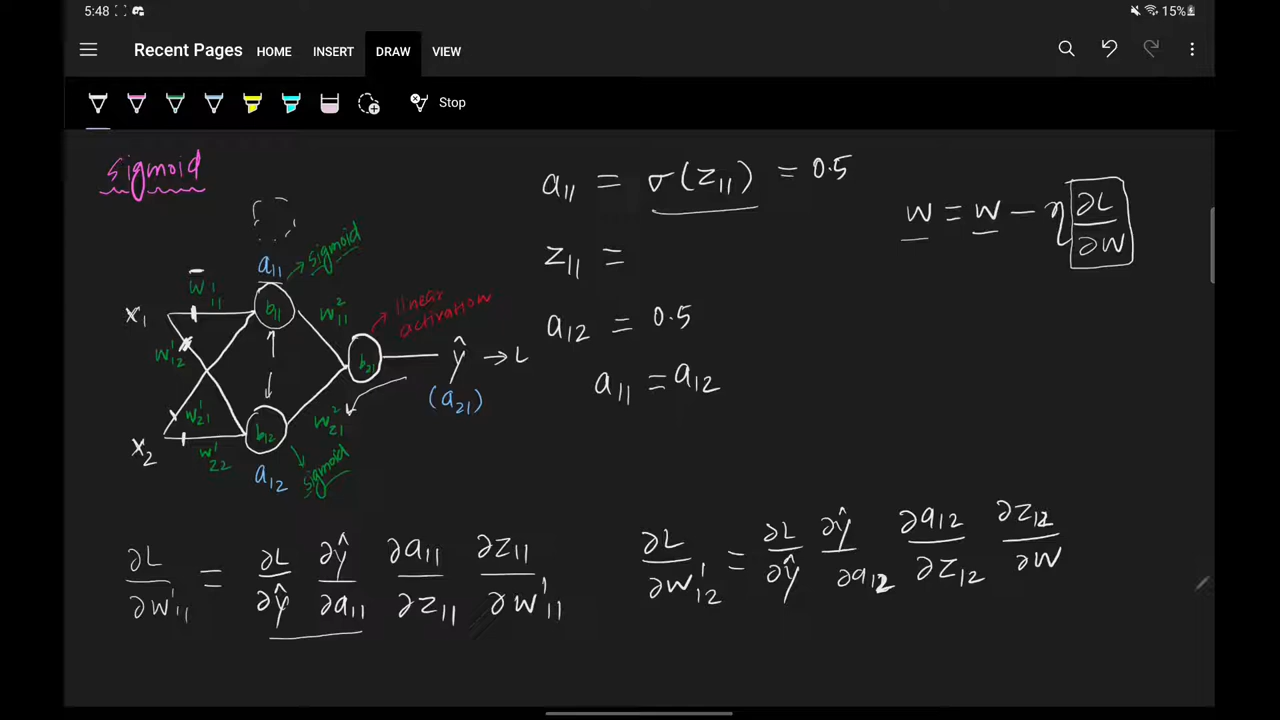 5:48
15%
Recent Pages HOME INSERT DRAW VIEW
Stop
sigmoid
a₁₁ = σ(z₁₁) = 0.5
w = w − η ∂L/∂w
z₁₁ =
a₁₂ = 0.5
a₁₁ = a₁₂
a₁₁ → sigmoid
w¹₁₁
x₁
b₁₁
w²₁₁
linear
activation
w¹₁₂
b₂₁
ŷ → L
(a₂₁)
w¹₂₁
b₁₂
w²₂₁
x₂
w¹₂₂
a₁₂
sigmoid
∂L/∂w¹₁₁ = ∂L/∂ŷ ∂ŷ/∂a₁₁ ∂a₁₁/∂z₁₁ ∂z₁₁/∂w¹₁₁
∂L/∂w¹₁₂ = ∂L/∂ŷ ∂ŷ/∂a₁₂ ∂a₁₂/∂z₁₂ ∂z₁₂/∂w